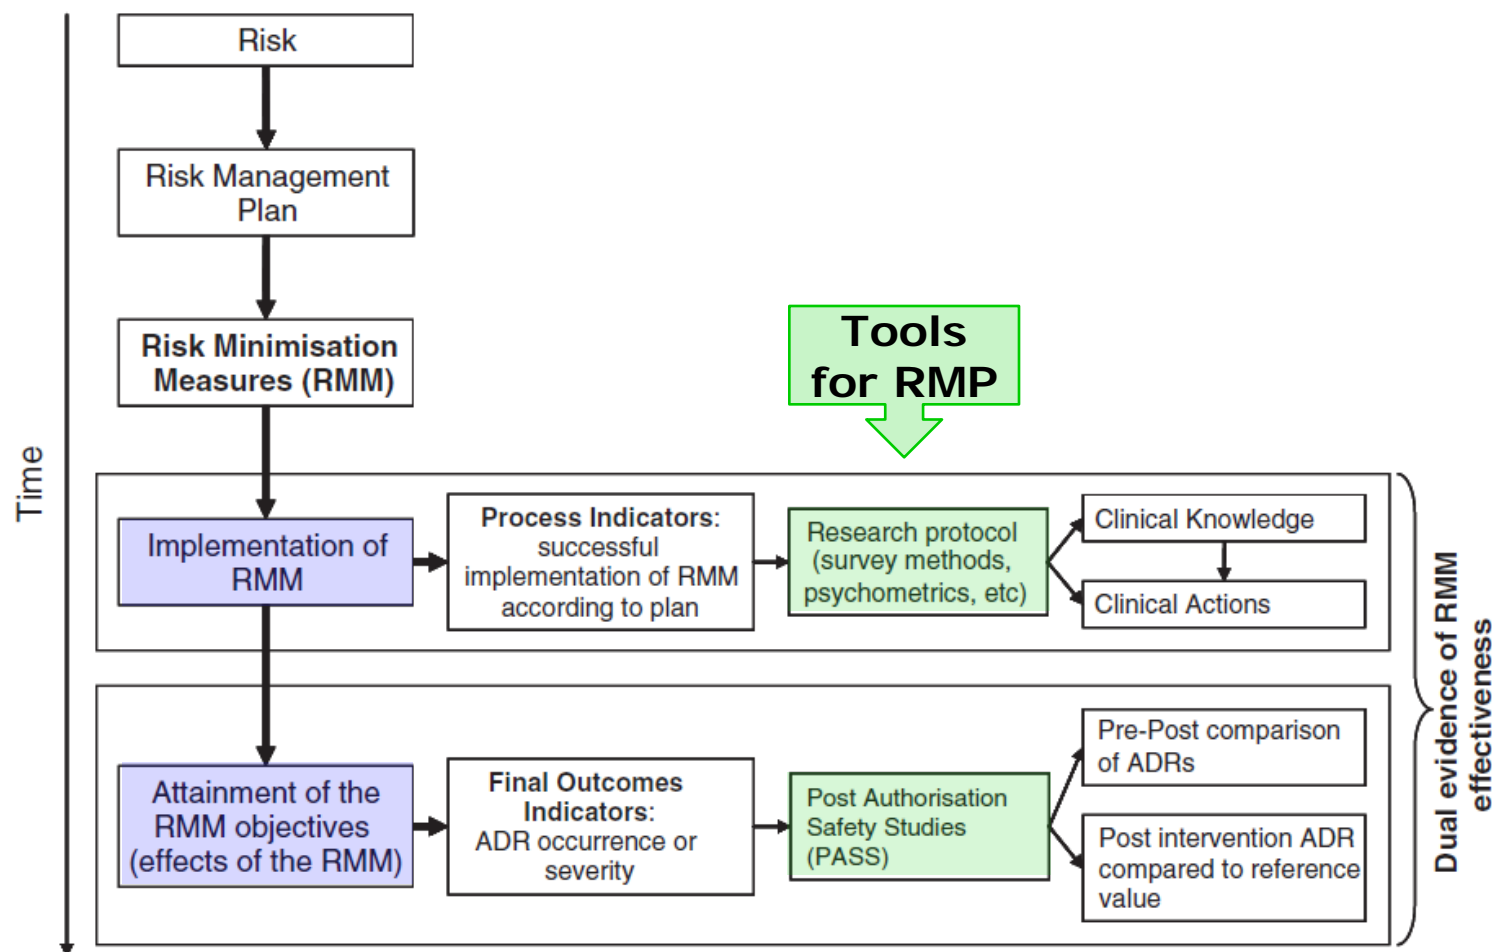 Risk
Risk Management
Plan
Risk Minimisation
Measures (RMM)
Tools
for RMP
Time
Implementation of
RMM
Process Indicators:
successful
implementation of RMM
according to plan
Research protocol
(survey methods,
psychometrics, etc)
Clinical Knowledge
Clinical Actions
Attainment of the
RMM objectives
(effects of the RMM)
Final Outcomes
Indicators:
ADR occurrence or
severity
Post Authorisation
Safety Studies
(PASS)
Pre-Post comparison
of ADRs
Post intervention ADR
compared to reference
value
Dual evidence of RMM
effectiveness